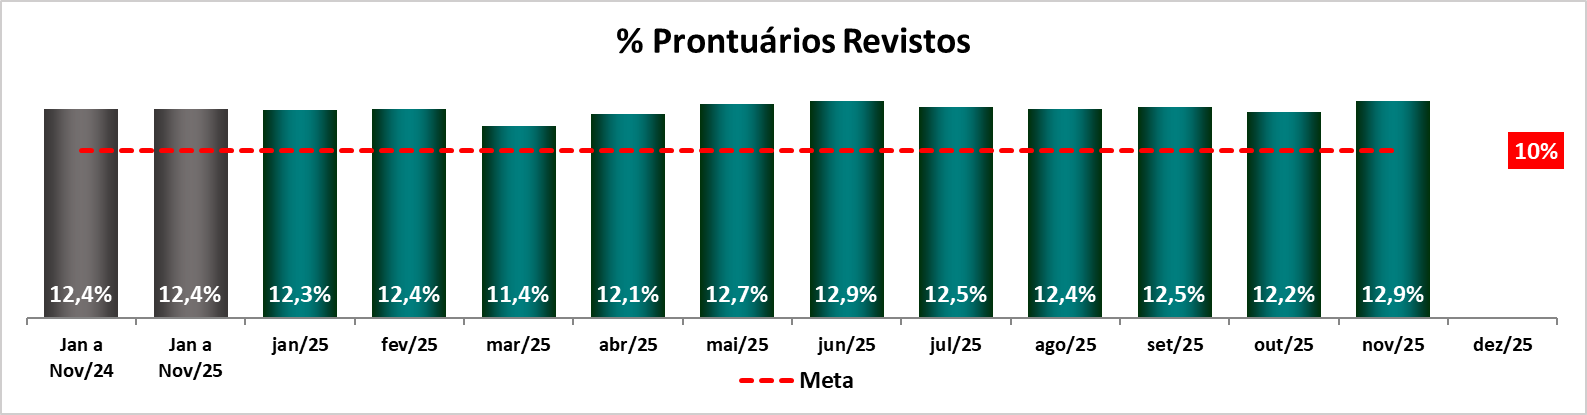 % Prontuários Revistos
10%
12,4% 12,4% 12,3% 12,4% 11,4% 12,1% 12,7% 12,9% 12,5% 12,4% 12,5% 12,2% 12,9%
Jan a Jan a jan/25 fev/25 mar/25 abr/25 mai/25 jun/25 jul/25 ago/25 set/25 out/25 nov/25 dez/25
Nov/24 Nov/25
Meta